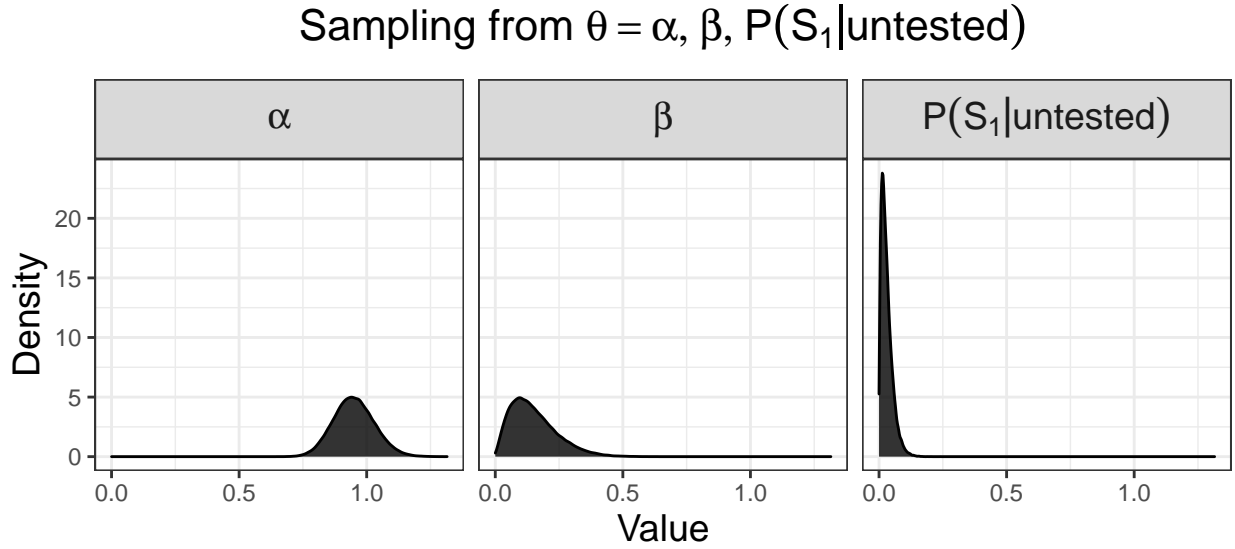 Sampling from θ = α, β, P(S₁|untested)
α
β
P(S₁|untested)
Density
20
15
10
5
0
0.0 0.5 1.0
0.0 0.5 1.0
0.0 0.5 1.0
Value